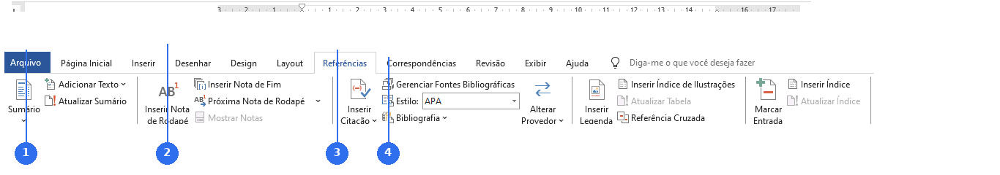 3 2 1 1 2 3 4 5 6 7 8 9 10 11 12 13 14 16 17
Arquivo Página Inicial Inserir Desenhar Design Layout Referências Correspondências Revisão Exibir Ajuda Diga-me o que você deseja fazer
Sumário
Adicionar Texto
Atualizar Sumário
AB1
Inserir Nota
de Rodapé
Inserir Nota de Fim
Próxima Nota de Rodapé
Mostrar Notas
Inserir
Citação
Gerenciar Fontes Bibliográficas
Estilo: APA
Bibliografia
Alterar
Provedor
Inserir
Legenda
Inserir Índice de Ilustrações
Atualizar Tabela
Referência Cruzada
Marcar
Entrada
Inserir Índice
Atualizar Índice
1 2 3 4